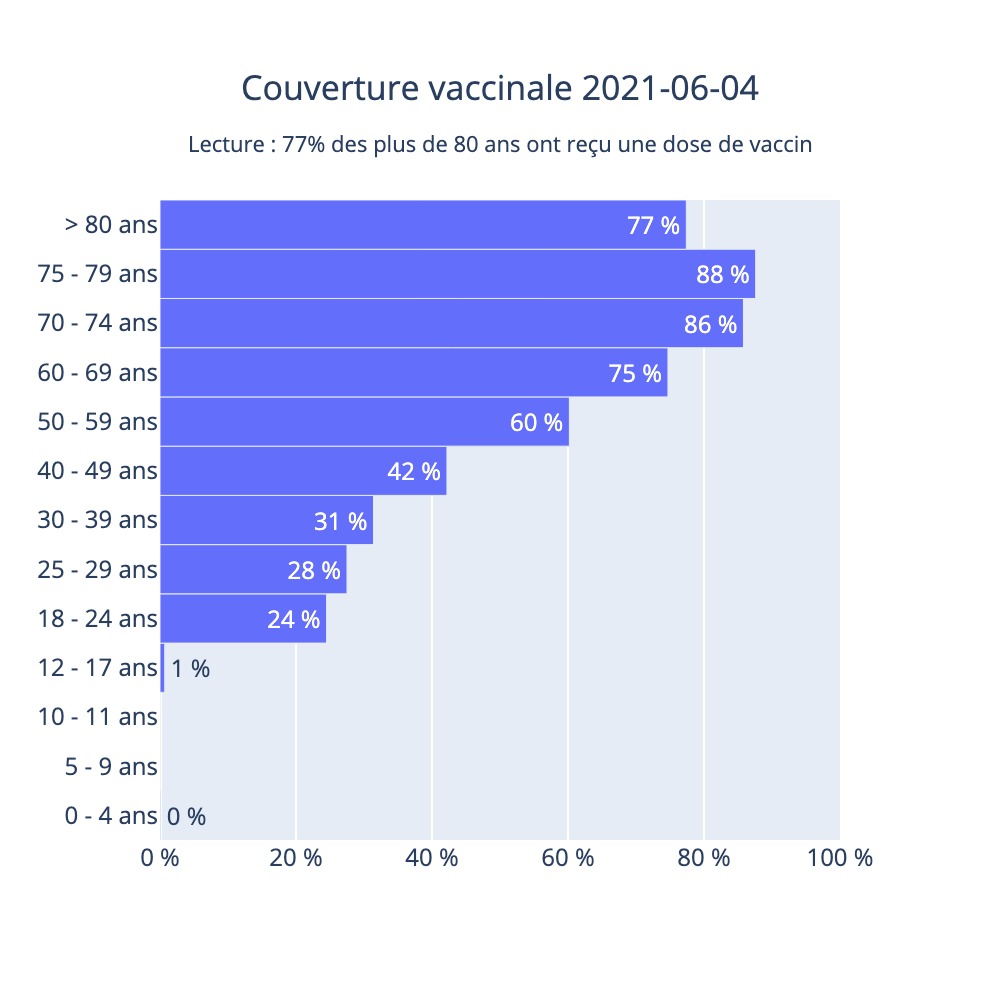 Couverture vaccinale 2021-06-04
Lecture : 77% des plus de 80 ans ont reçu une dose de vaccin
> 80 ans 77 %
75 - 79 ans 88 %
70 - 74 ans 86 %
60 - 69 ans 75 %
50 - 59 ans 60 %
40 - 49 ans 42 %
30 - 39 ans 31 %
25 - 29 ans 28 %
18 - 24 ans 24 %
12 - 17 ans 1 %
10 - 11 ans
5 - 9 ans
0 - 4 ans 0 %
0 % 20 % 40 % 60 % 80 % 100 %